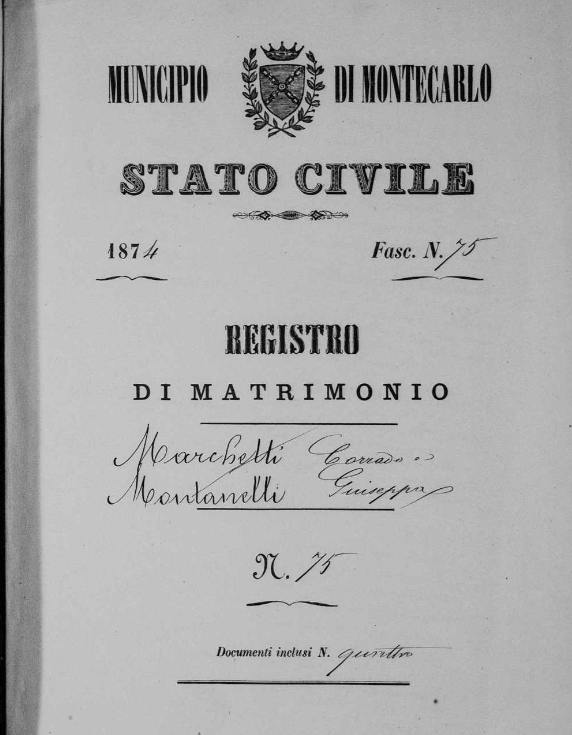 MUNICIPIO DI MONTECARLO
STATO CIVILE
1874 Fasc. N. 75
REGISTRO
DI MATRIMONIO
Marchetti Corrado e
Montanelli Giuseppa
N. 75
Documenti inclusi N. quattro